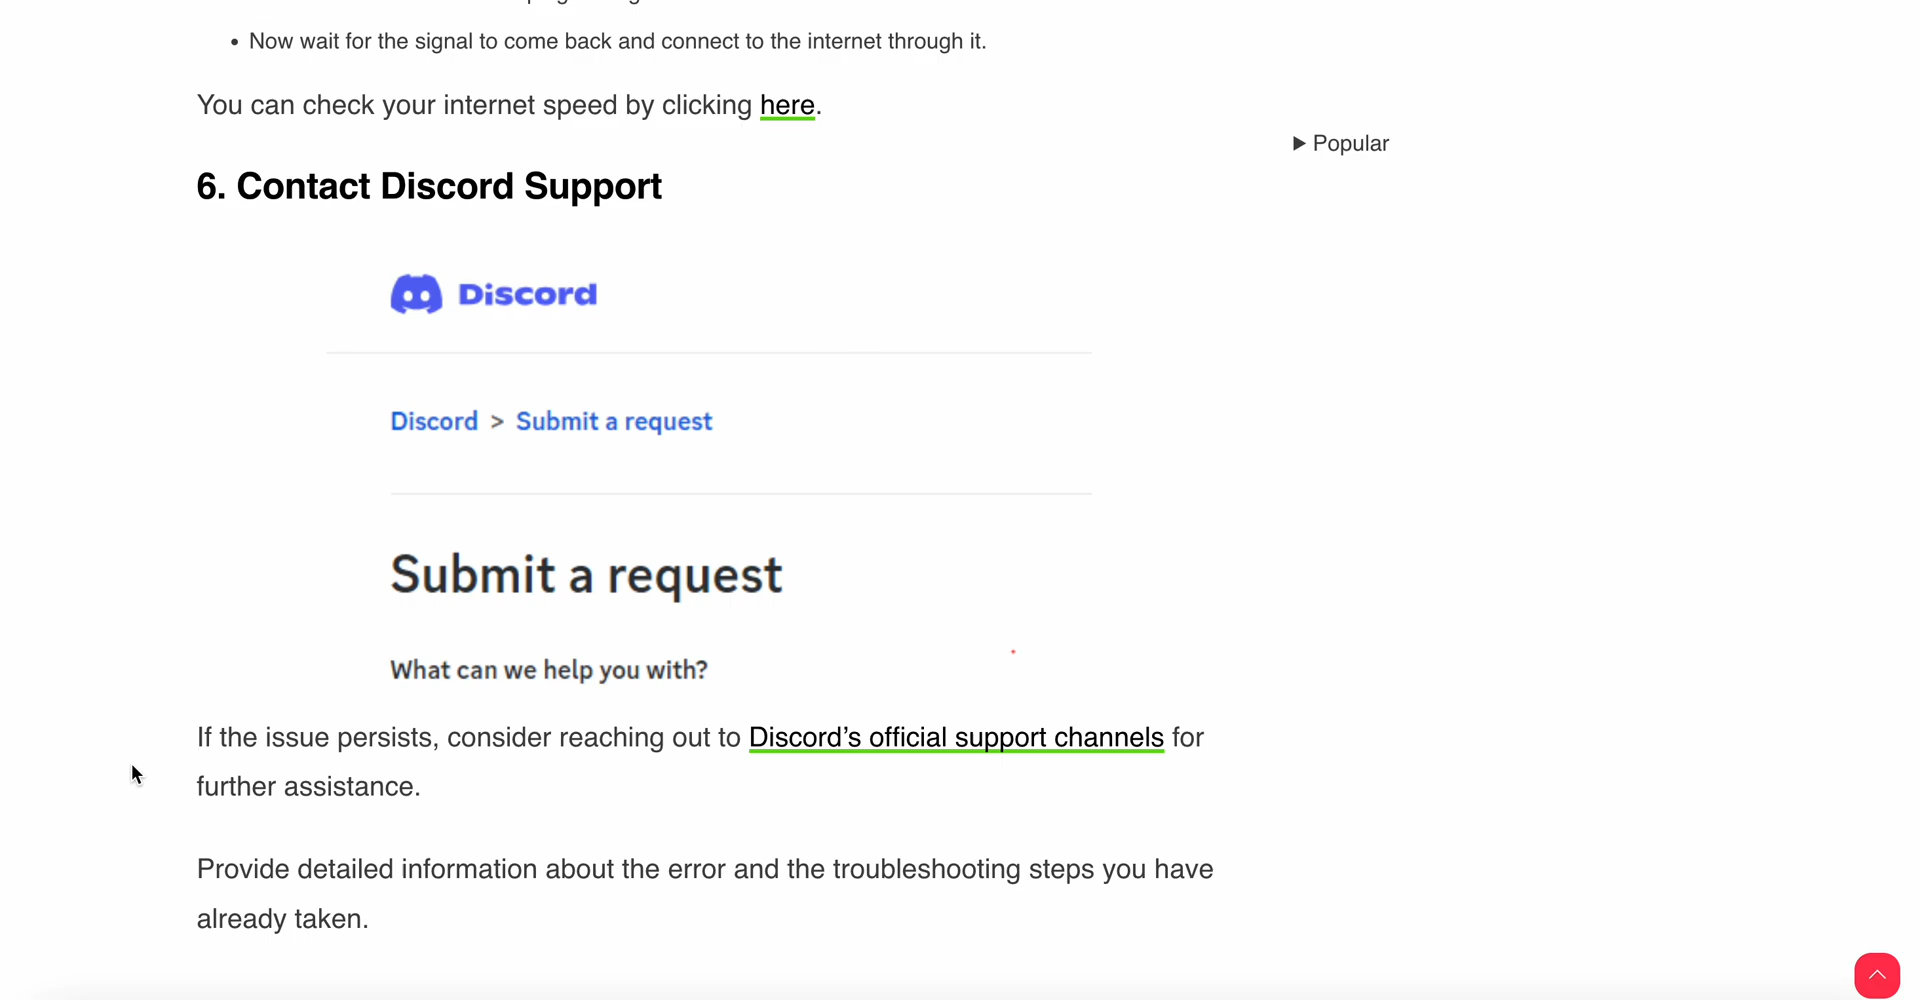 • Now wait for the signal to come back and connect to the internet through it.
You can check your internet speed by clicking here.
▶ Popular
6. Contact Discord Support
Discord
Discord > Submit a request
Submit a request
What can we help you with?
If the issue persists, consider reaching out to Discord’s official support channels for
further assistance.
Provide detailed information about the error and the troubleshooting steps you have
already taken.